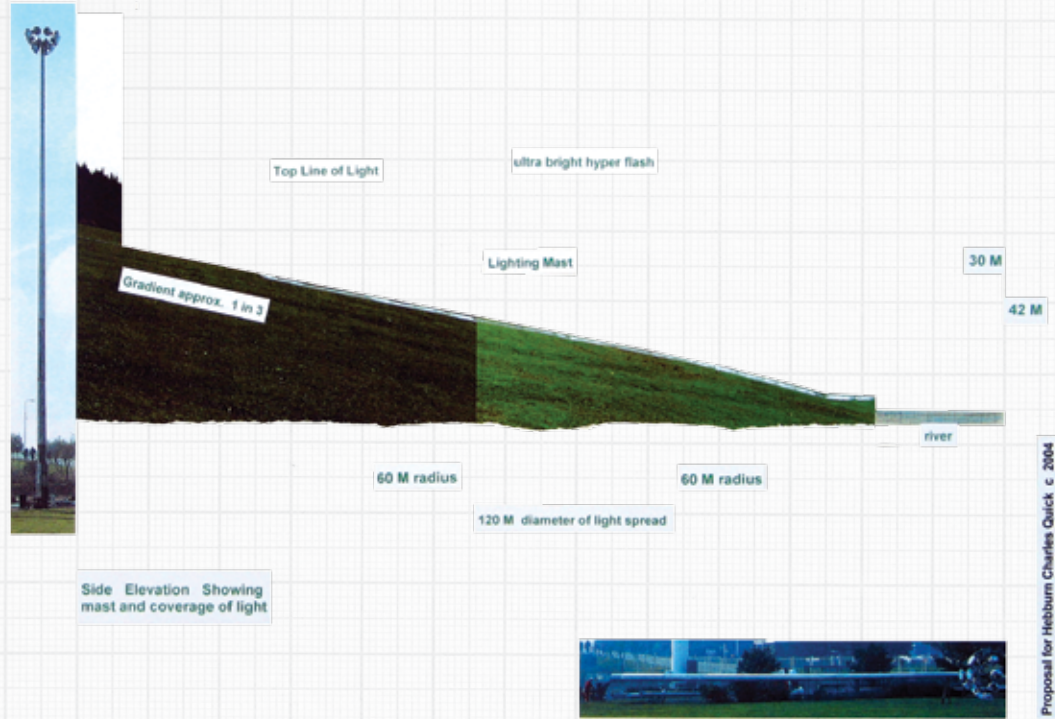 Top Line of Light
ultra bright hyper flash
Lighting Mast
30 M
Gradient approx. 1 in 3
42 M
river
60 M radius
60 M radius
120 M diameter of light spread
Side Elevation Showing
mast and coverage of light
Proposal for Hebburn Charles Quick c 2004